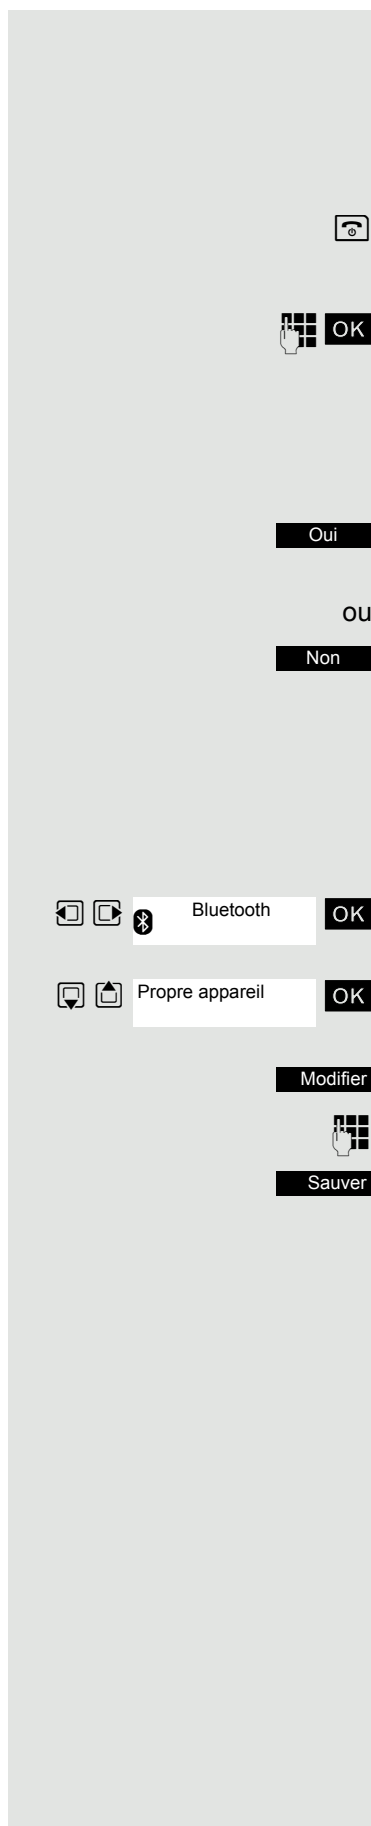 OK
Oui
ou
Non
Bluetooth OK
Propre appareil OK
Modifier
Sauver